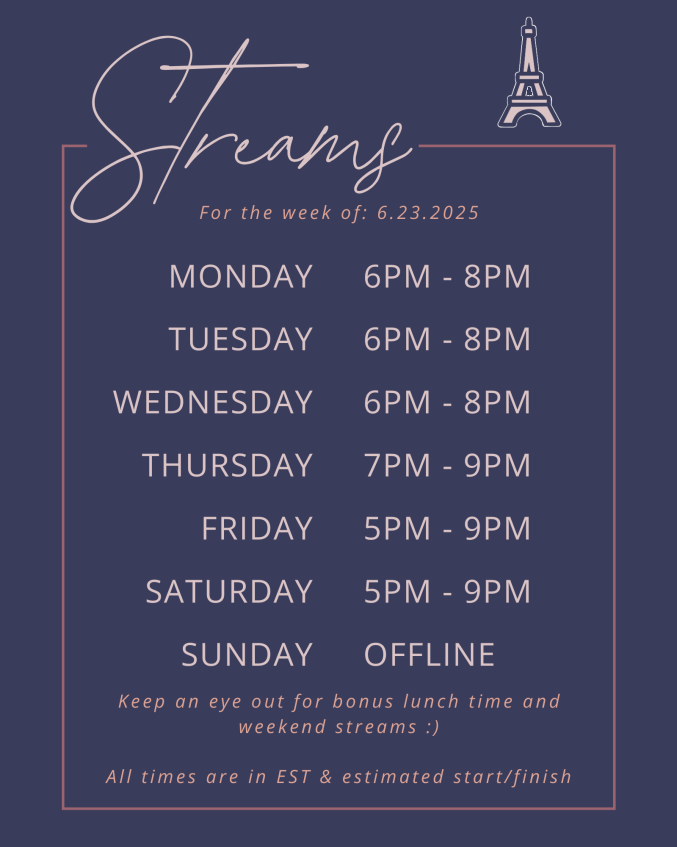 Streams
For the week of: 6.23.2025
MONDAY 6PM - 8PM
TUESDAY 6PM - 8PM
WEDNESDAY 6PM - 8PM
THURSDAY 7PM - 9PM
FRIDAY 5PM - 9PM
SATURDAY 5PM - 9PM
SUNDAY OFFLINE
Keep an eye out for bonus lunch time and
weekend streams :)
All times are in EST & estimated start/finish